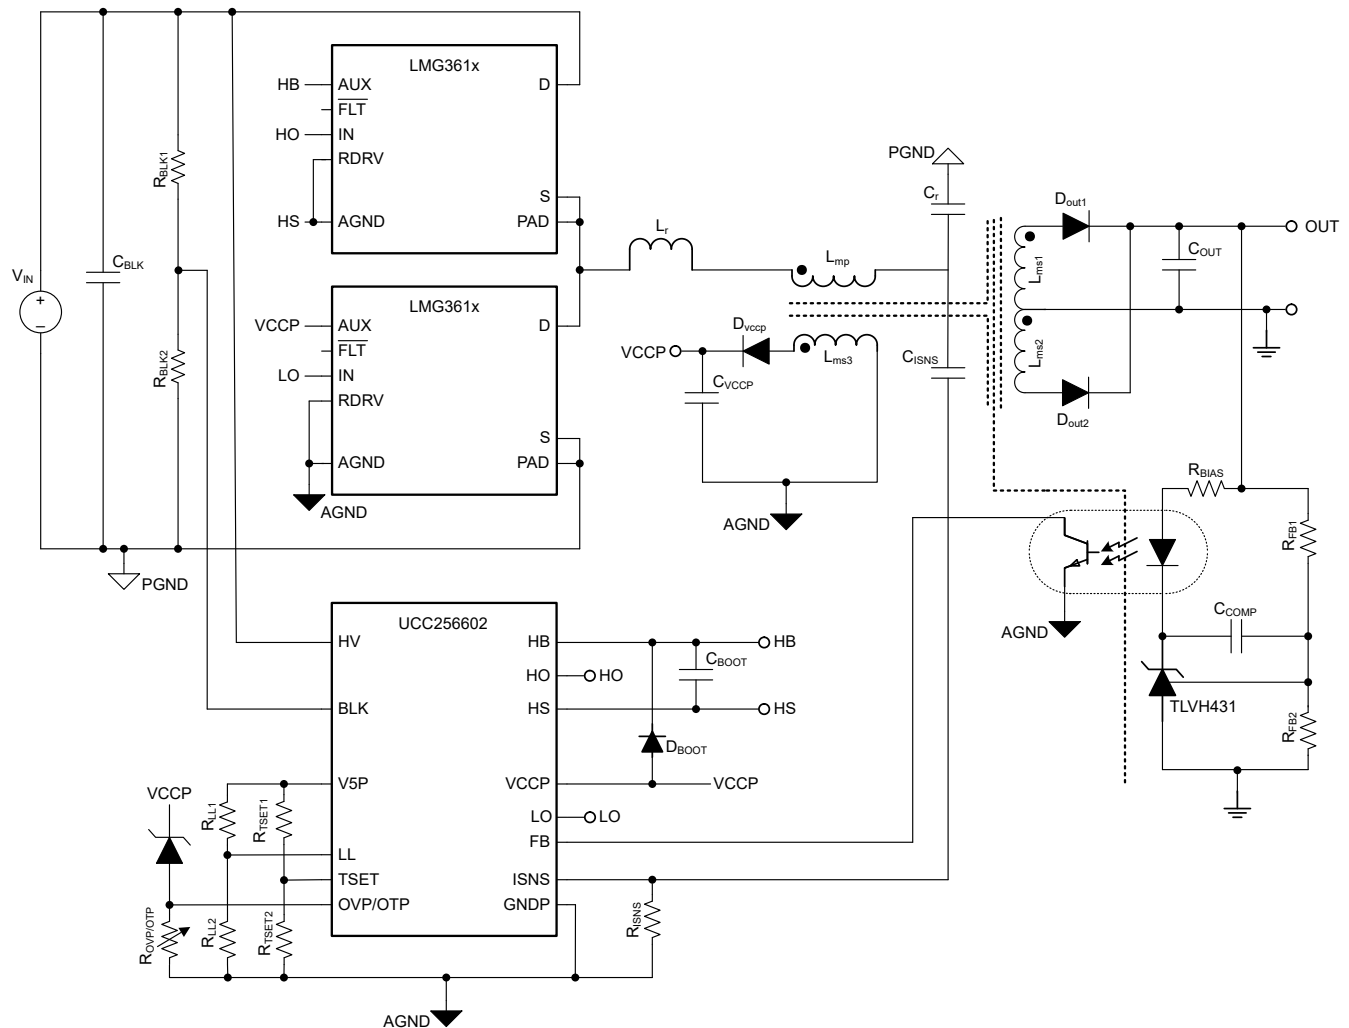 LMG361x
HB
AUX
D
FLT
HO
IN
RDRV
S
HS
AGND
PAD
RBLK1
CBLK
VIN
+
–
RBLK2
LMG361x
VCCP
AUX
D
FLT
LO
IN
RDRV
S
AGND
PAD
AGND
PGND
Lr
Lmp
PGND
Cr
Dvccp
VCCP
Lms3
CVCCP
AGND
CISNS
Dout1
OUT
COUT
Lms1
Lms2
Dout2
RBIAS
RFB1
AGND
CCOMP
TLVH431
RFB2
UCC256602
HV
HB
HB
CBOOT
HO
HO
BLK
HS
HS
DBOOT
V5P
VCCP
VCCP
VCCP
RLL1
RTSET1
LO
LO
FB
LL
TSET
ISNS
OVP/OTP
GNDP
ROVP/OTP
RLL2
RTSET2
RISNS
AGND